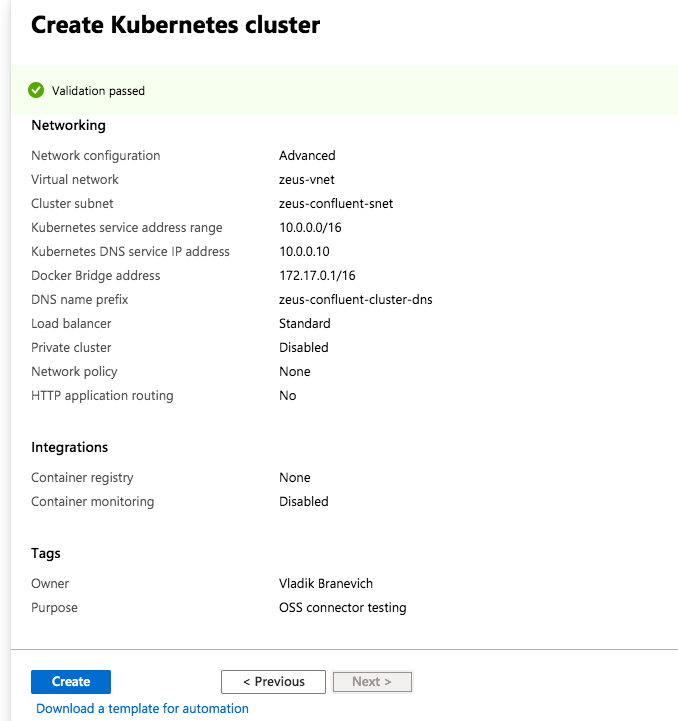 Create Kubernetes cluster
Validation passed
Networking
Network configuration Advanced
Virtual network zeus-vnet
Cluster subnet zeus-confluent-snet
Kubernetes service address range 10.0.0.0/16
Kubernetes DNS service IP address 10.0.0.10
Docker Bridge address 172.17.0.1/16
DNS name prefix zeus-confluent-cluster-dns
Load balancer Standard
Private cluster Disabled
Network policy None
HTTP application routing No
Integrations
Container registry None
Container monitoring Disabled
Tags
Owner Vladik Branevich
Purpose OSS connector testing
Create < Previous Next >
Download a template for automation